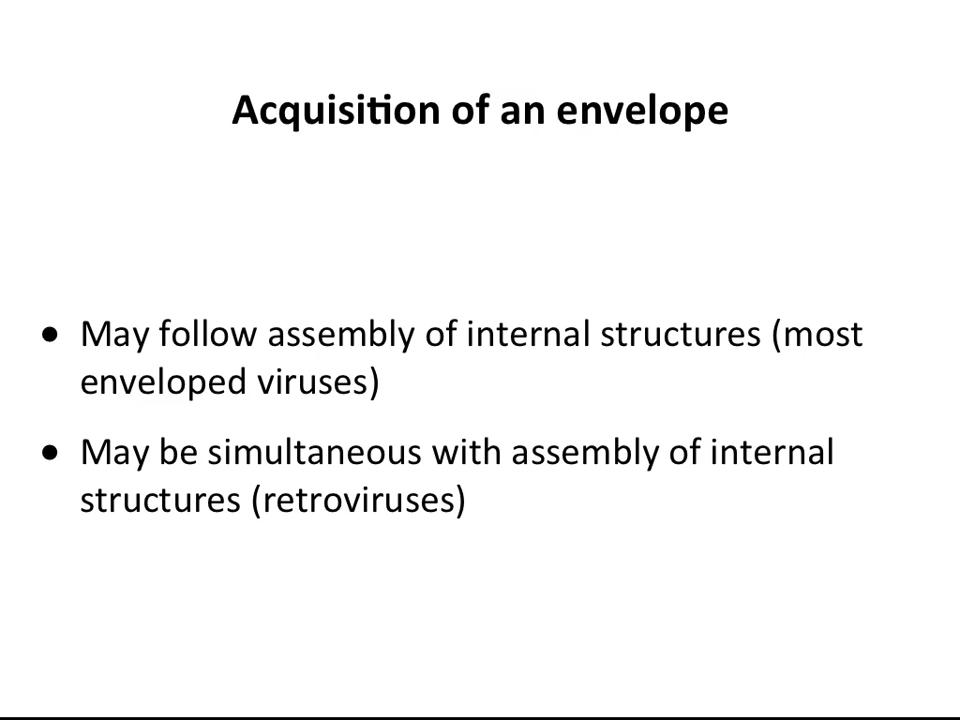 Acquisition of an envelope
• May follow assembly of internal structures (most
enveloped viruses)
• May be simultaneous with assembly of internal
structures (retroviruses)